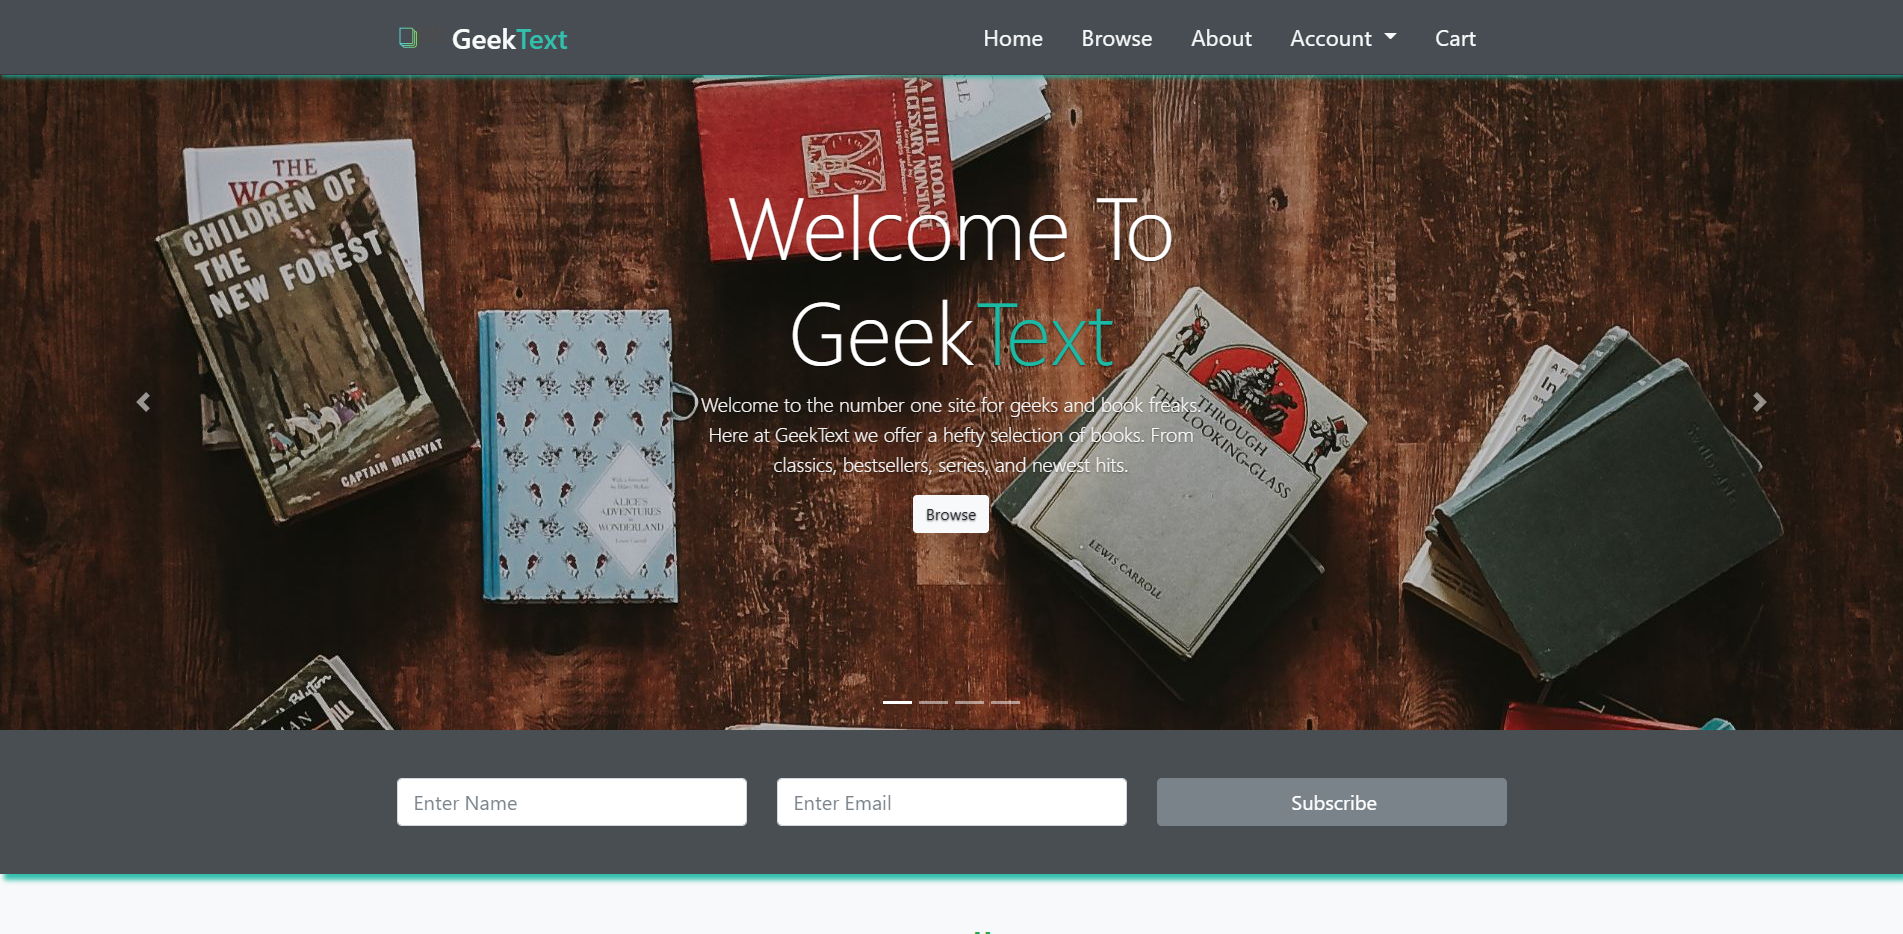 GeekText
Home
Browse
About
Account
Cart
THE
CHILDREN OF
THE
NEW FOREST
CAPTAIN MARRYAT
A LITTLE BOOK OF
NECESSARY NONSENSE
LE
Welcome To
GeekText
Welcome to the number one site for geeks and book freaks.
Here at GeekText we offer a hefty selection of books. From
classics, bestsellers, series, and newest hits.
Browse
ALICE'S
ADVENTURES
IN
WONDERLAND
Lewis Carroll
THROUGH
THE LOOKING-GLASS
LEWIS CARROLL
Enter Name
Enter Email
Subscribe